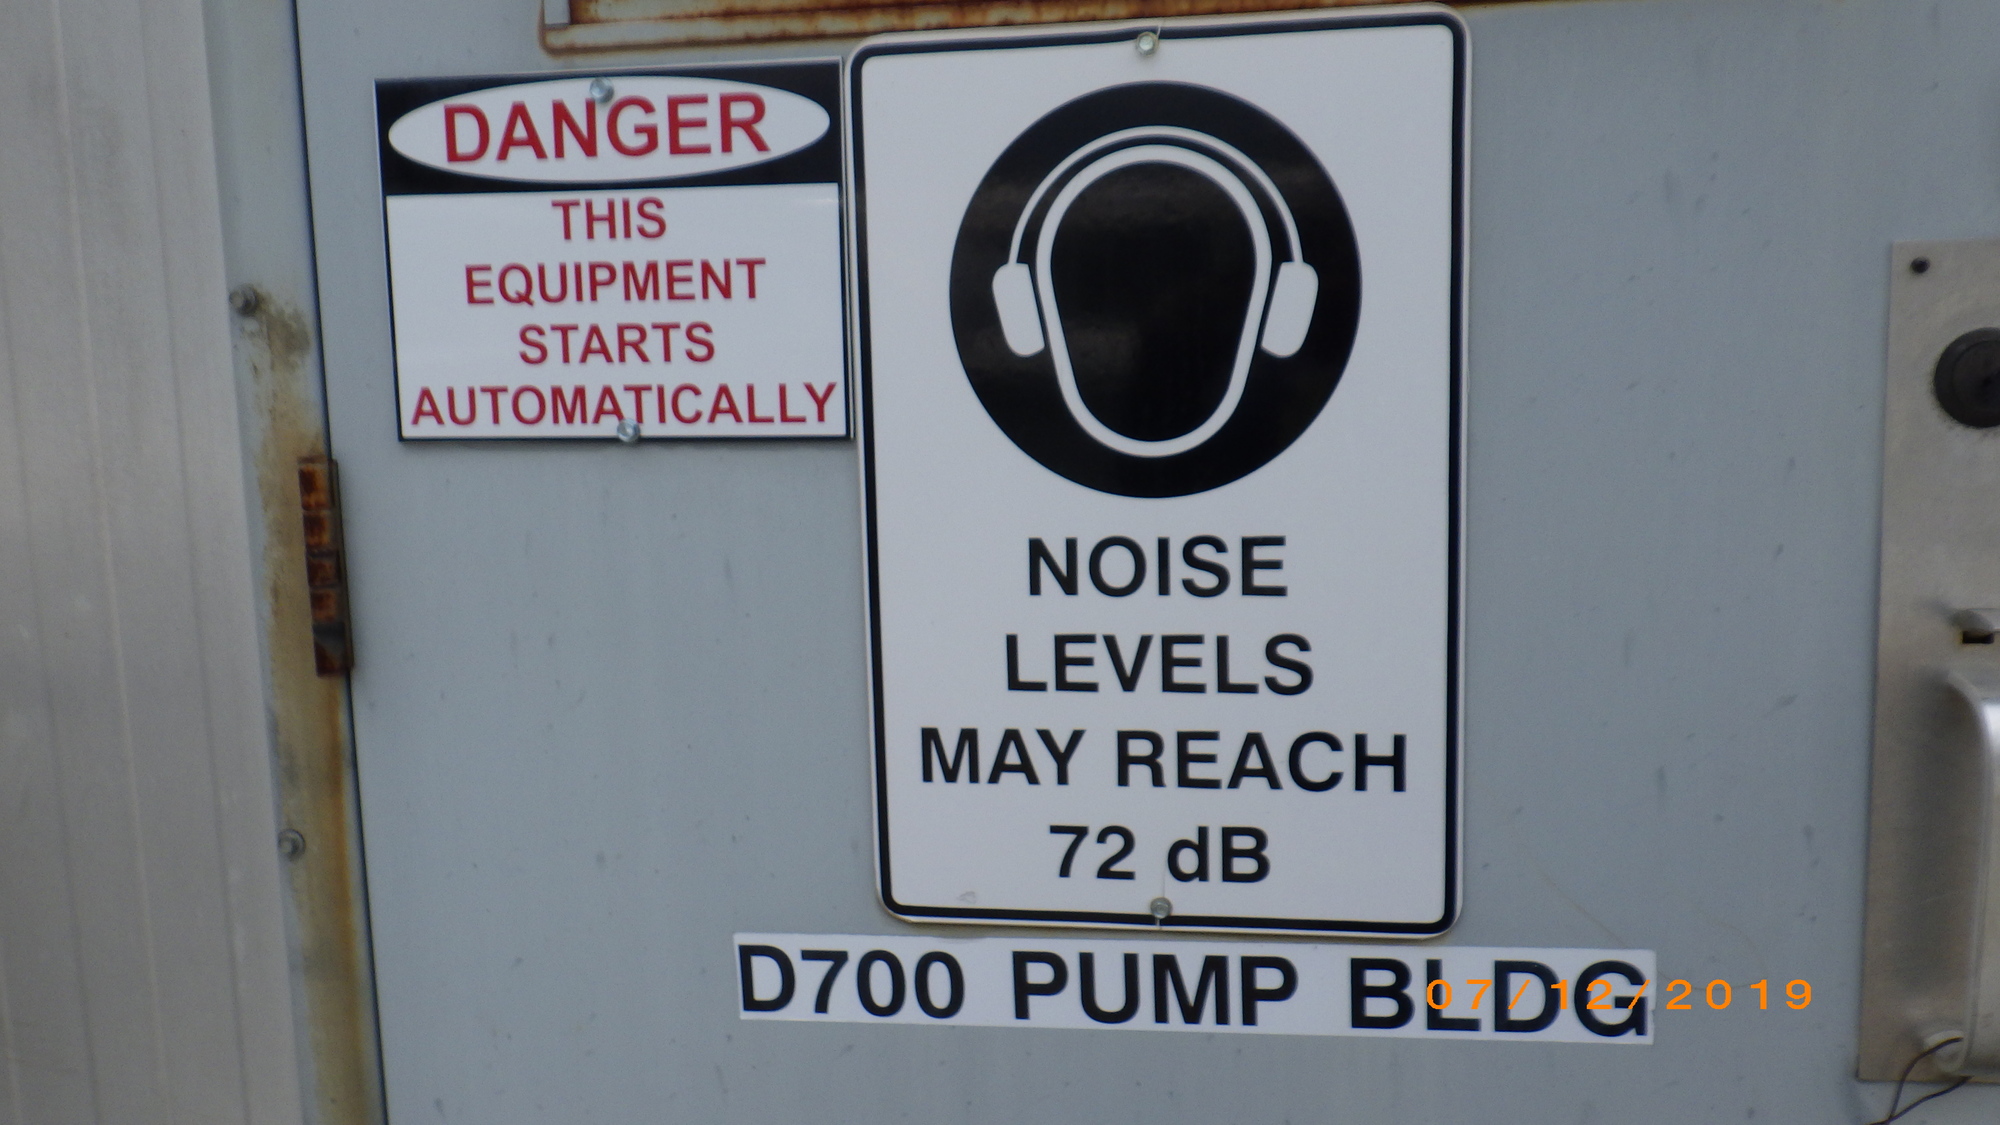 DANGER
THIS
EQUIPMENT
STARTS
AUTOMATICALLY
NOISE
LEVELS
MAY REACH
72 dB
D700 PUMP BLDG
07/12/2019